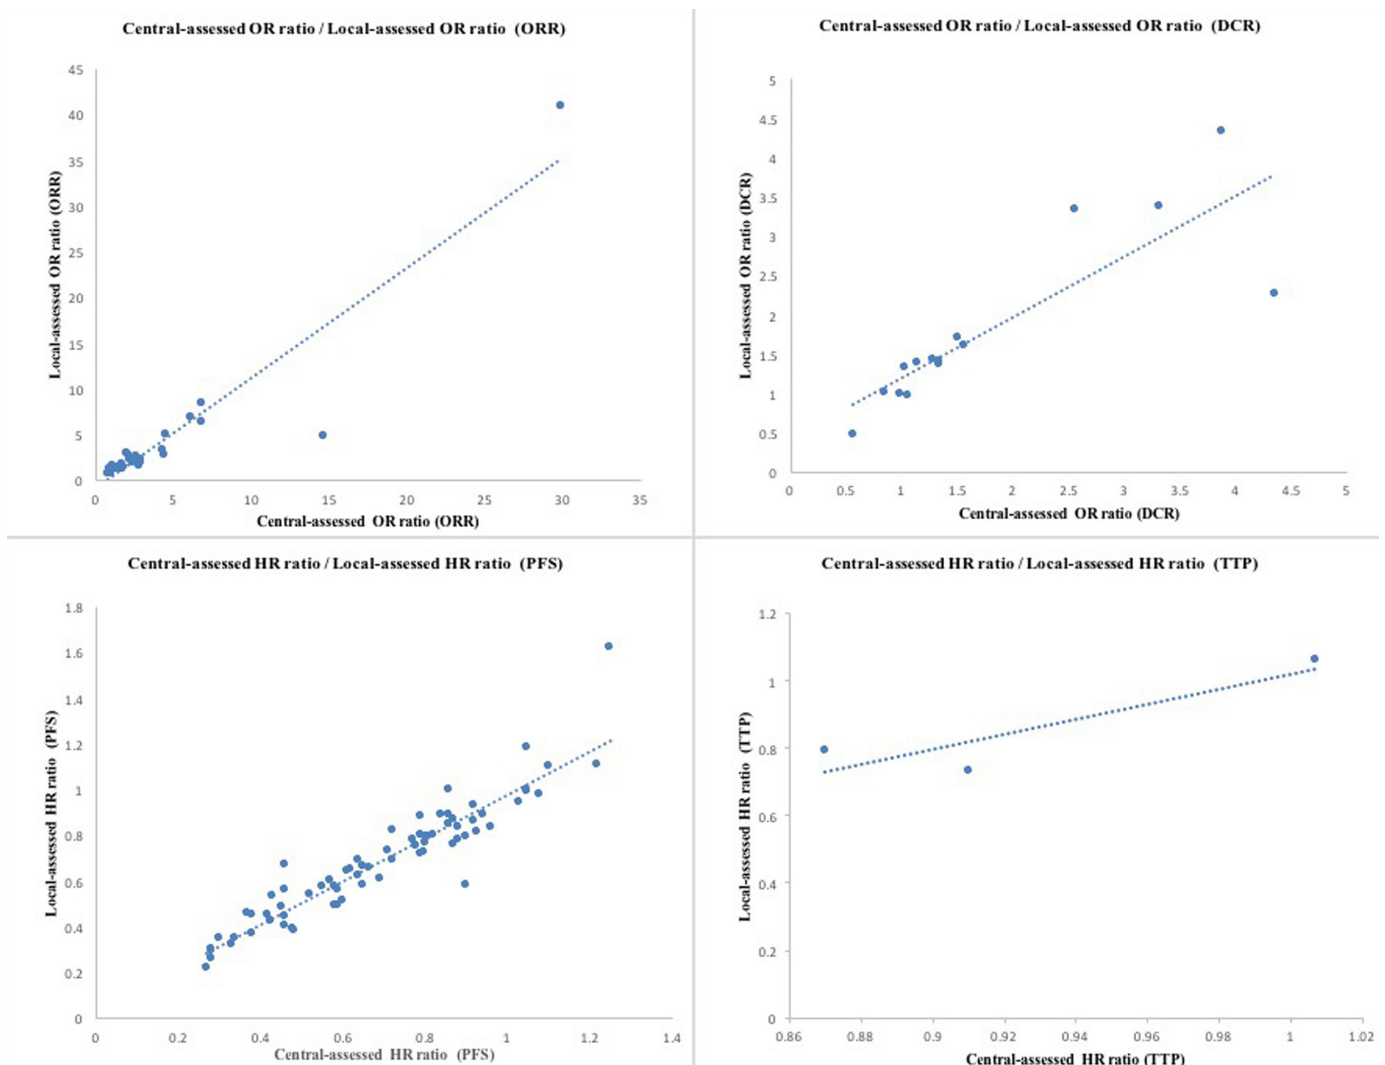 Central-assessed OR ratio / Local-assessed OR ratio (ORR)
45
40
35
30
25
20
15
10
5
0
Local-assessed OR ratio (ORR)
0 5 10 15 20 25 30 35
Central-assessed OR ratio (ORR)
Central-assessed OR ratio / Local-assessed OR ratio (DCR)
5
4.5
4
3.5
3
2.5
2
1.5
1
0.5
0
Local-assessed OR ratio (DCR)
0 0.5 1 1.5 2 2.5 3 3.5 4 4.5 5
Central-assessed OR ratio (DCR)
Central-assessed HR ratio / Local-assessed HR ratio (PFS)
1.8
1.6
1.4
1.2
1
0.8
0.6
0.4
0.2
0
Local-assessed HR ratio (PFS)
0 0.2 0.4 0.6 0.8 1 1.2 1.4
Central-assessed HR ratio (PFS)
Central-assessed HR ratio / Local-assessed HR ratio (TTP)
1.2
1
0.8
0.6
0.4
0.2
0
Local-assessed HR ratio (TTP)
0.86 0.88 0.9 0.92 0.94 0.96 0.98 1 1.02
Central-assessed HR ratio (TTP)